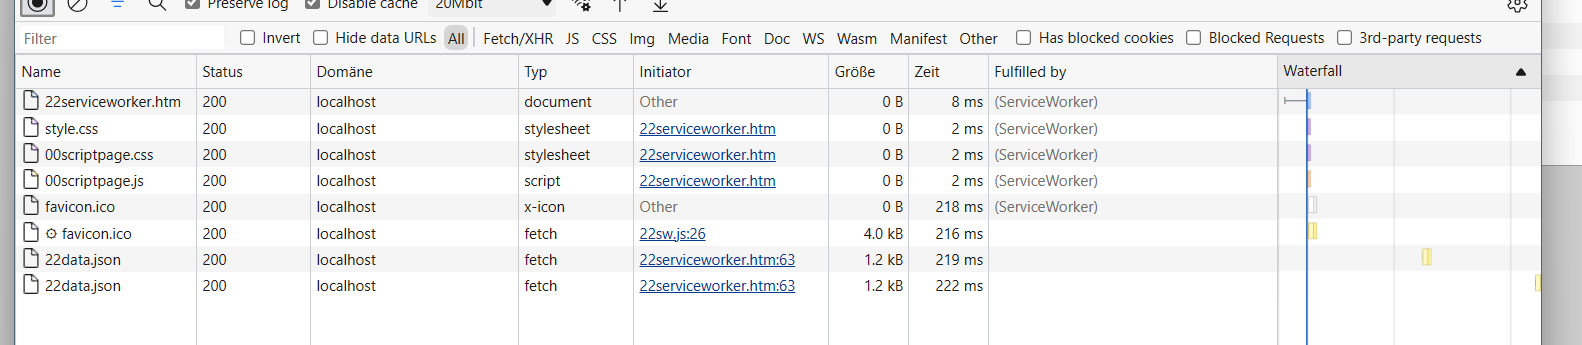 Preserve log Disable cache 20Mbit
Filter Invert Hide data URLs All Fetch/XHR JS CSS Img Media Font Doc WS Wasm Manifest Other Has blocked cookies Blocked Requests 3rd-party requests
Name Status Domäne Typ Initiator Größe Zeit Fulfilled by Waterfall
22serviceworker.htm 200 localhost document Other 0 B 8 ms (ServiceWorker)
style.css 200 localhost stylesheet 22serviceworker.htm 0 B 2 ms (ServiceWorker)
00scriptpage.css 200 localhost stylesheet 22serviceworker.htm 0 B 2 ms (ServiceWorker)
00scriptpage.js 200 localhost script 22serviceworker.htm 0 B 2 ms (ServiceWorker)
favicon.ico 200 localhost x-icon Other 0 B 218 ms (ServiceWorker)
favicon.ico 200 localhost fetch 22sw.js:26 4.0 kB 216 ms
22data.json 200 localhost fetch 22serviceworker.htm:63 1.2 kB 219 ms
22data.json 200 localhost fetch 22serviceworker.htm:63 1.2 kB 222 ms